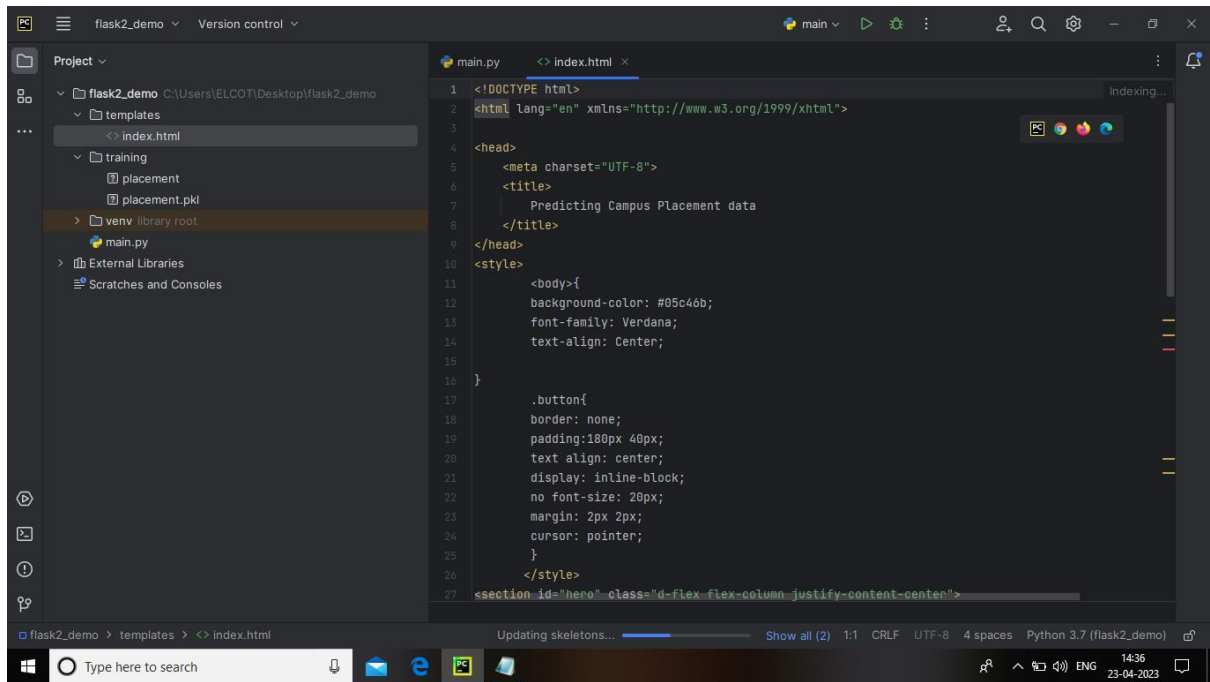 flask2_demo Version control main
Project
main.py <> index.html
flask2_demo C:\Users\ELCOT\Desktop\flask2_demo
templates
<> index.html
training
placement
placement.pkl
venv library root
main.py
External Libraries
Scratches and Consoles
Indexing...
1 <!DOCTYPE html>
2 <html lang="en" xmlns="http://www.w3.org/1999/xhtml">
3
4 <head>
5 <meta charset="UTF-8">
6 <title>
7 Predicting Campus Placement data
8 </title>
9 </head>
10 <style>
11 <body>{
12 background-color: #05c46b;
13 font-family: Verdana;
14 text-align: Center;
15
16 }
17 .button{
18 border: none;
19 padding:180px 40px;
20 text align: center;
21 display: inline-block;
22 no font-size: 20px;
23 margin: 2px 2px;
24 cursor: pointer;
25 }
26 </style>
27 <section id="hero" class="d-flex flex-column justify-content-center">
flask2_demo > templates > <> index.html Updating skeletons... Show all (2) 1:1 CRLF UTF-8 4 spaces Python 3.7 (flask2_demo)
Type here to search ENG 14:36
23-04-2023